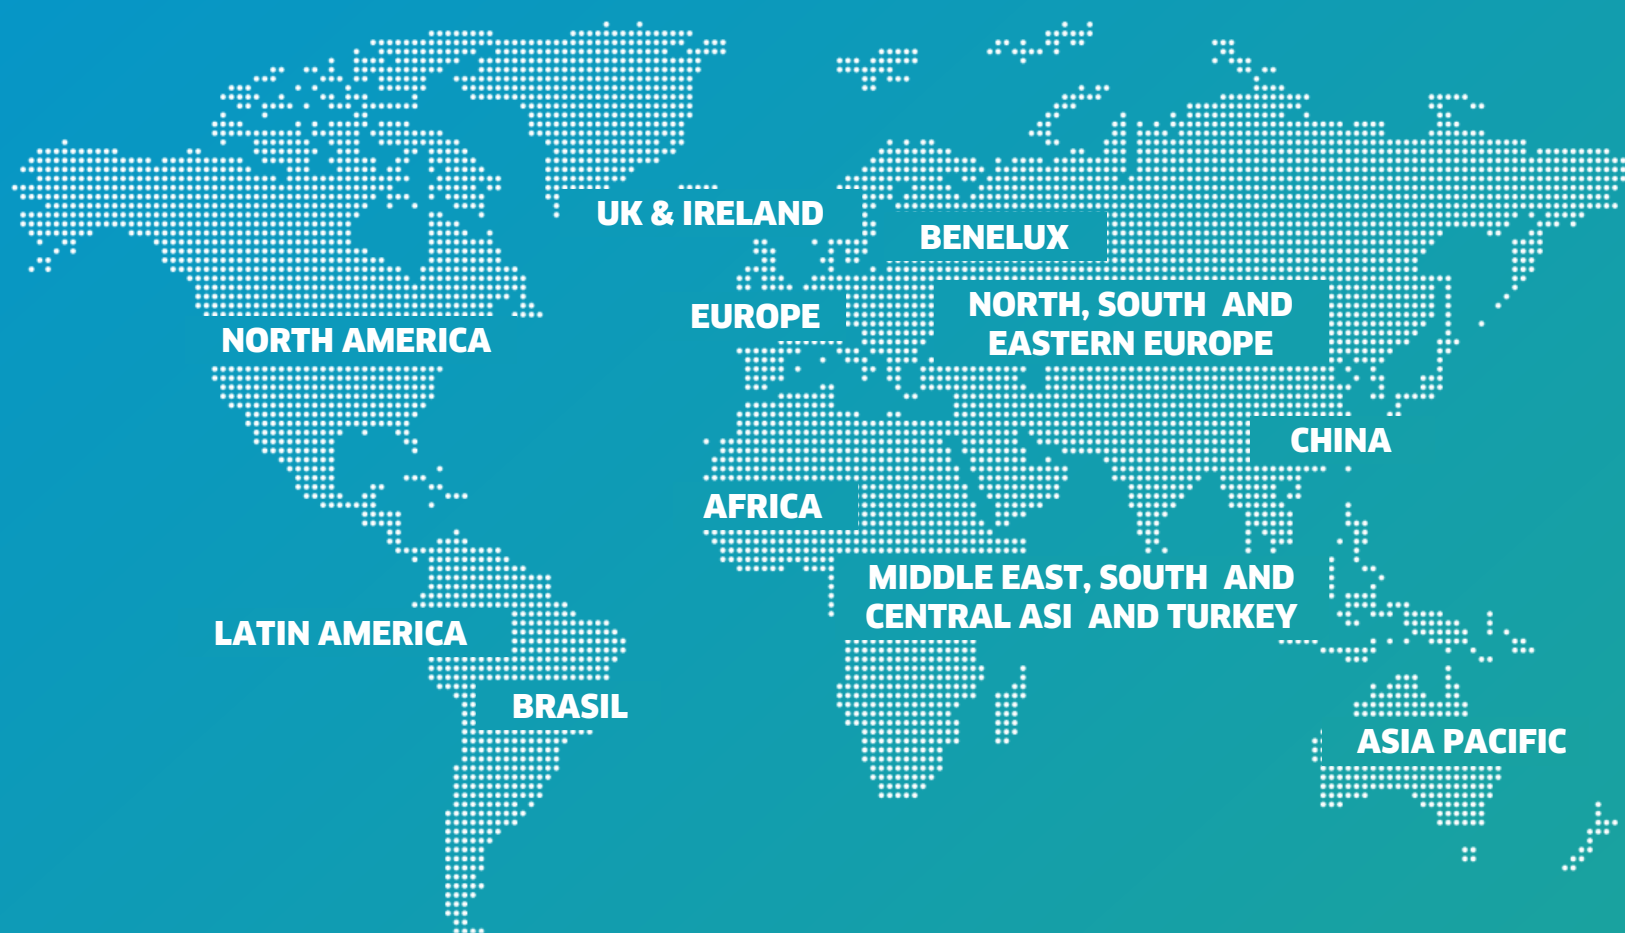 UK & IRELAND
BENELUX
EUROPE
NORTH, SOUTH AND
EASTERN EUROPE
NORTH AMERICA
CHINA
AFRICA
MIDDLE EAST, SOUTH AND
CENTRAL ASI AND TURKEY
LATIN AMERICA
BRASIL
ASIA PACIFIC